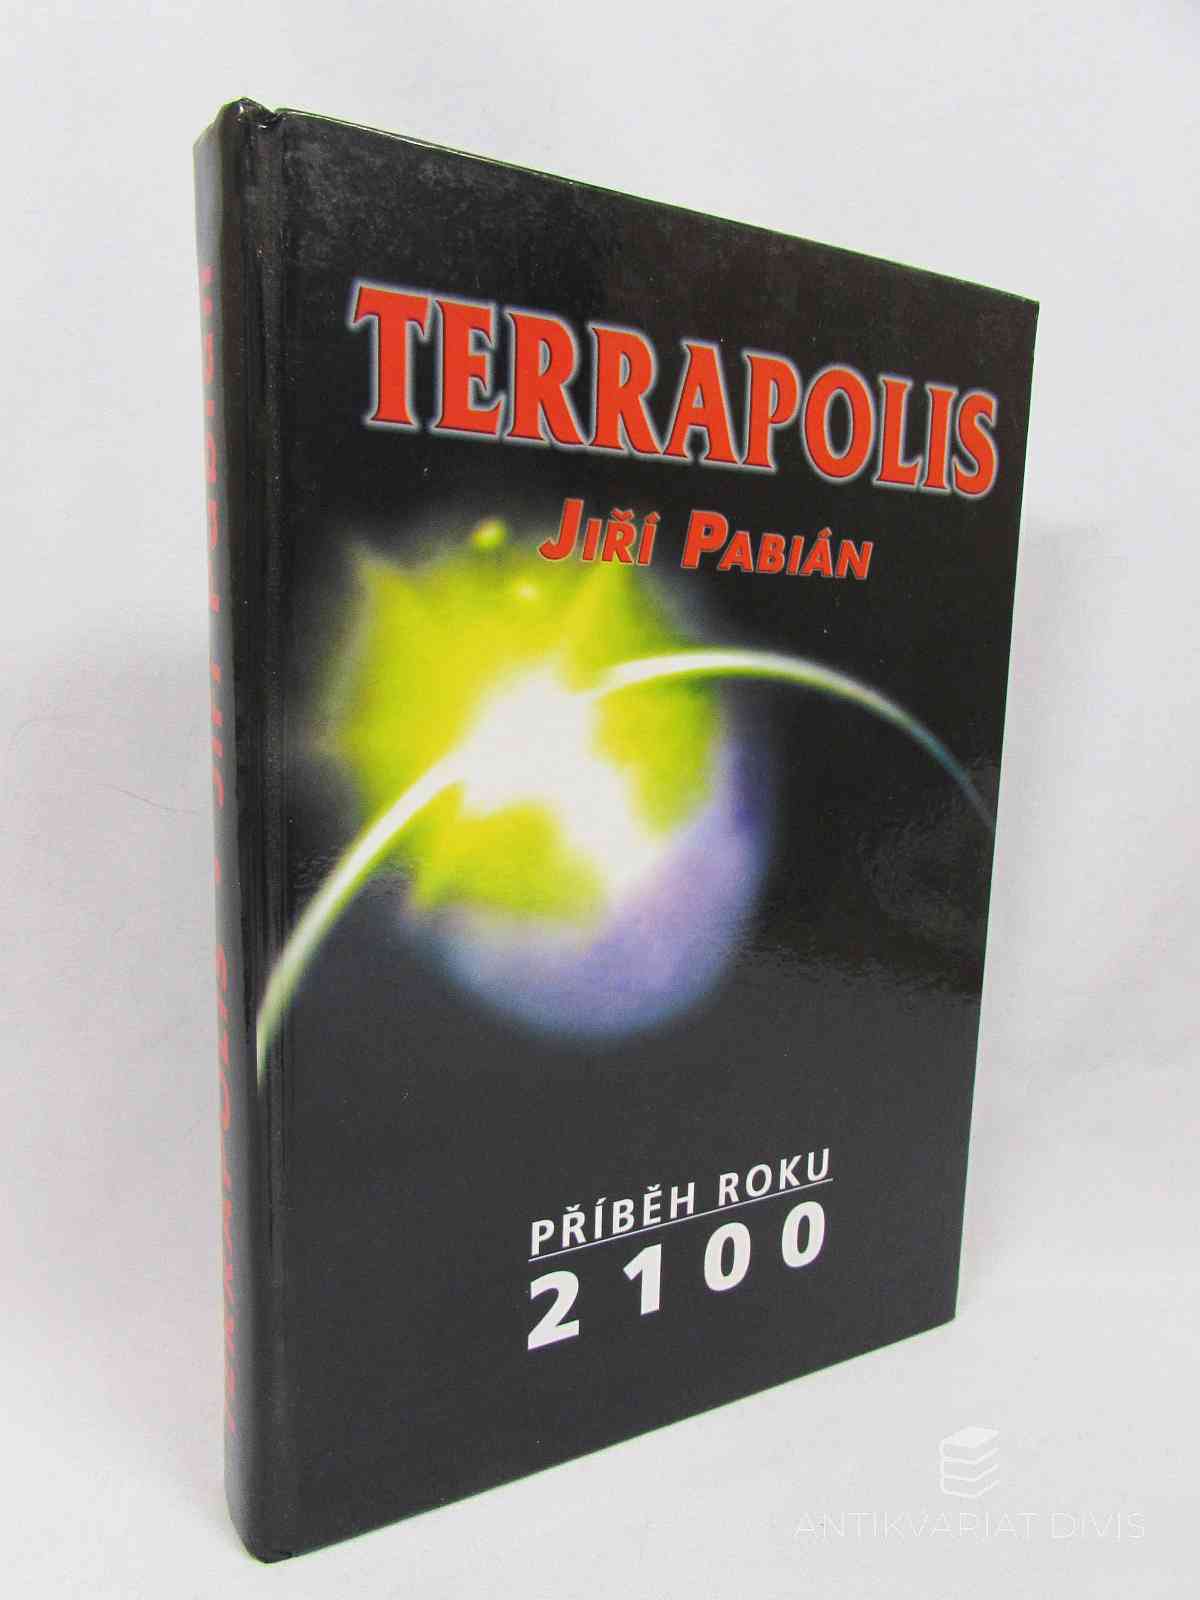 TERRAPOLIS
JIŘÍ PABIÁN
PŘÍBĚH ROKU
2100
ANTIKVARIAT DIVIS